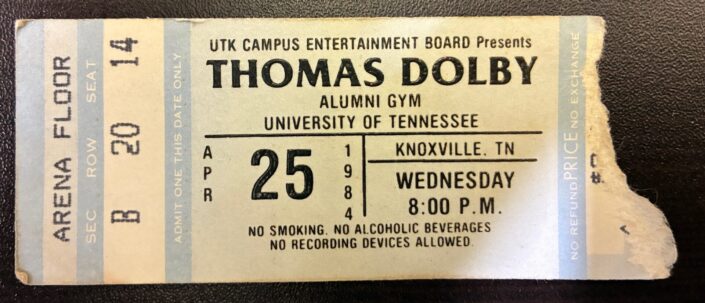 ARENA FLOOR
SEC ROW SEAT
B 20 14
ADMIT ONE THIS DATE ONLY
UTK CAMPUS ENTERTAINMENT BOARD Presents
THOMAS DOLBY
ALUMNI GYM
UNIVERSITY OF TENNESSEE
APR 25 1984
KNOXVILLE, TN
WEDNESDAY
8:00 P.M.
NO SMOKING. NO ALCOHOLIC BEVERAGES
NO RECORDING DEVICES ALLOWED.
NO REFUND PRICE NO EXCHANGE